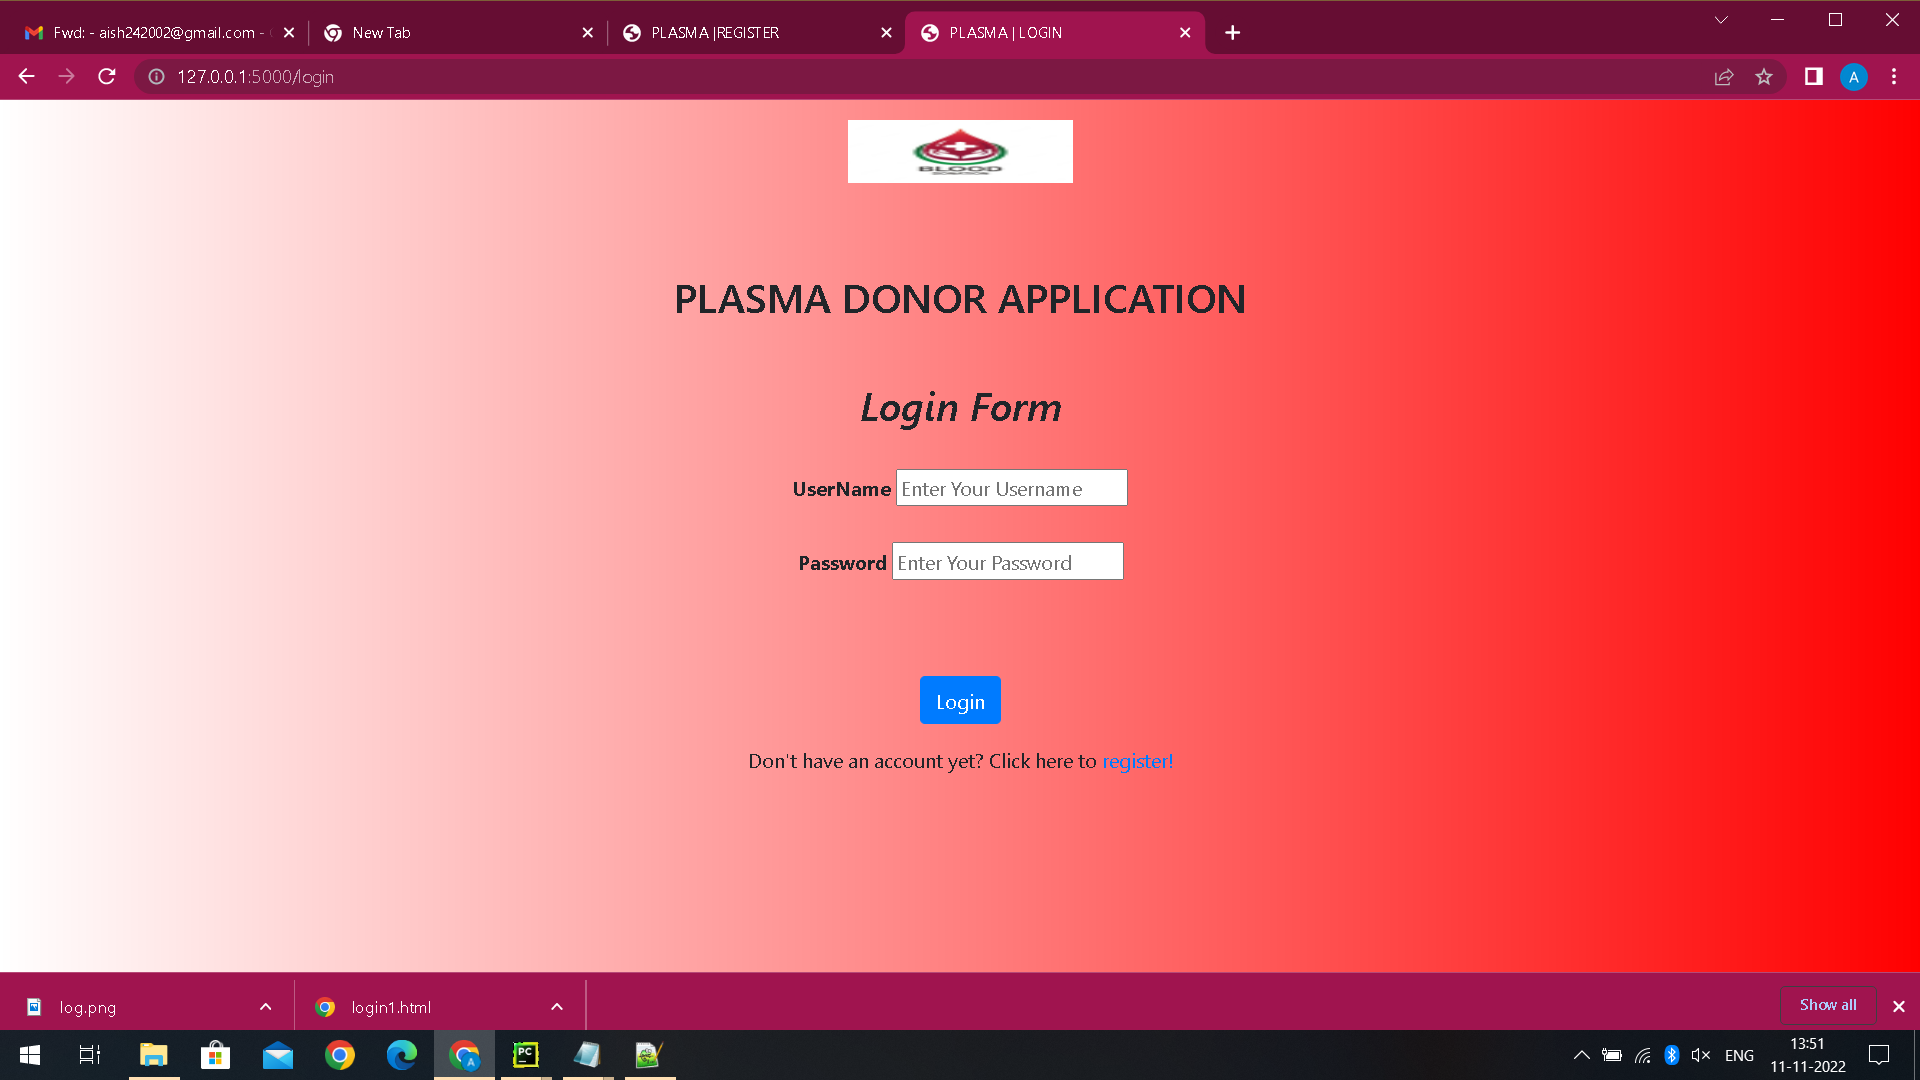 Fwd: - aish242002@gmail.com -
New Tab
PLASMA |REGISTER
PLASMA | LOGIN
127.0.0.1:5000/login
A
BLOOD
PLASMA DONOR APPLICATION
Login Form
UserName Enter Your Username
Password Enter Your Password
Login
Don't have an account yet? Click here to register!
log.png
login1.html
Show all
A
PC
ENG
13:51
11-11-2022